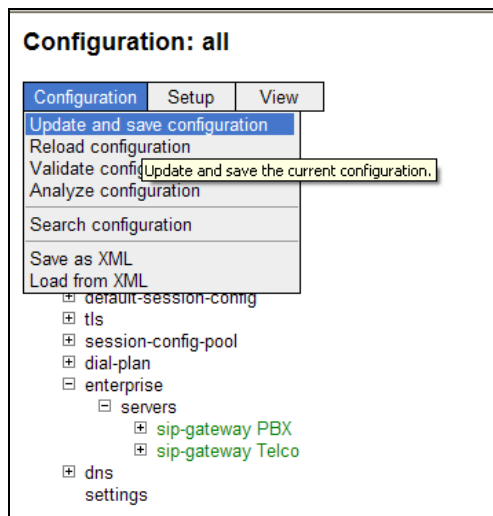 Configuration: all
Configuration Setup View
Update and save configuration
Reload configuration
Validate config
Update and save the current configuration.
Analyze configuration
Search configuration
Save as XML
Load from XML
default-session-config
tls
session-config-pool
dial-plan
enterprise
servers
sip-gateway PBX
sip-gateway Telco
dns
settings